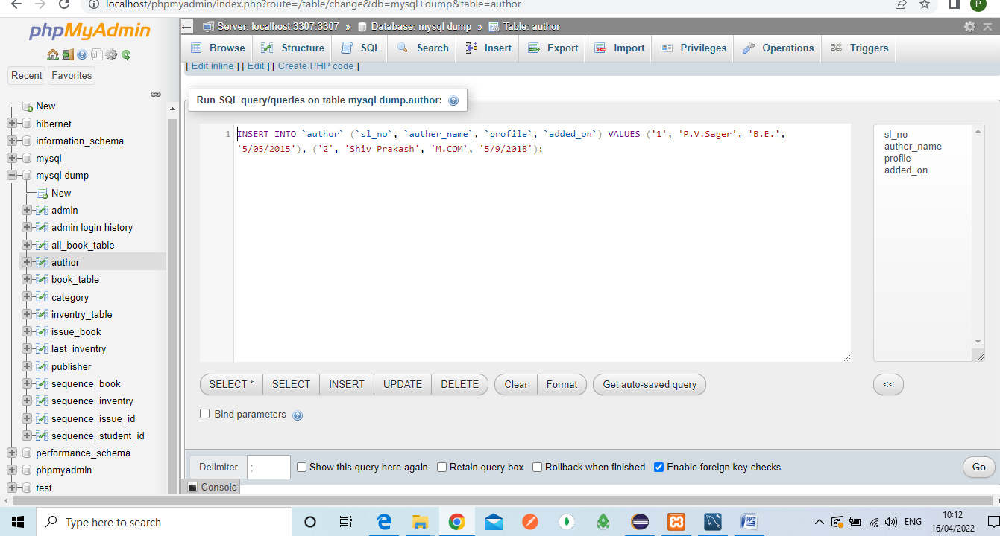 localhost/phpmyadmin/index.php?route=/table/change&db=mysql+dump&table=author
P
phpMyAdmin
Recent Favorites
New
hibernet
information_schema
mysql
mysql dump
New
admin
admin login history
all_book_table
author
book_table
category
inventry_table
issue_book
last_inventry
publisher
sequence_book
sequence_inventry
sequence_issue_id
sequence_student_id
performance_schema
phpmyadmin
test
Server: localhost:3307:3307 » Database: mysql dump » Table: author
Browse Structure SQL Search Insert Export Import Privileges Operations Triggers
[ Edit inline ] [ Edit ] [ Create PHP code ]
Run SQL query/queries on table mysql dump.author:
1 INSERT INTO `author` (`sl_no`, `auther_name`, `profile`, `added_on`) VALUES ('1', 'P.V.Sager', 'B.E.',
'5/05/2015'), ('2', 'Shiv Prakash', 'M.COM', '5/9/2018');
sl_no
auther_name
profile
added_on
SELECT * SELECT INSERT UPDATE DELETE Clear Format Get auto-saved query <<
Bind parameters
Delimiter ; Show this query here again Retain query box Rollback when finished Enable foreign key checks Go
Console
Type here to search
ENG
10:12
16/04/2022